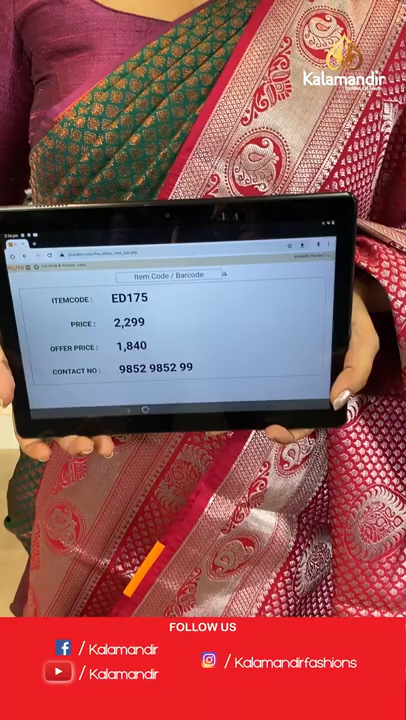 Kalamandir
Item Code / Barcode
ITEMCODE : ED175
PRICE : 2,299
OFFER PRICE : 1,840
CONTACT NO : 9852 9852 99
FOLLOW US
/ Kalamandir
/ Kalamandirfashions
/ Kalamandir